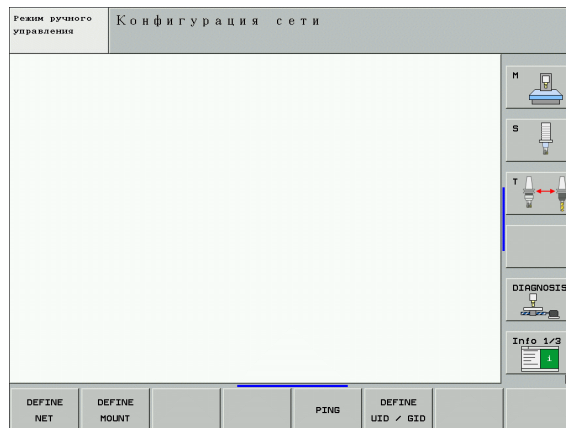 Режим ручного
управления
Конфигурация сети
M
S
T
DIAGNOSIS
Info 1/3
i
DEFINE
NET
DEFINE
MOUNT
PING
DEFINE
UID / GID